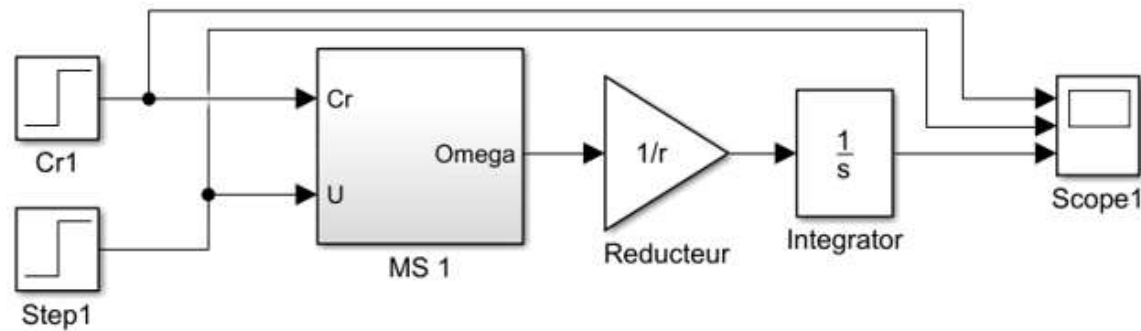 Cr1
Step1
Cr
U
Omega
MS 1
1/r
Reducteur
1
s
Integrator
Scope1